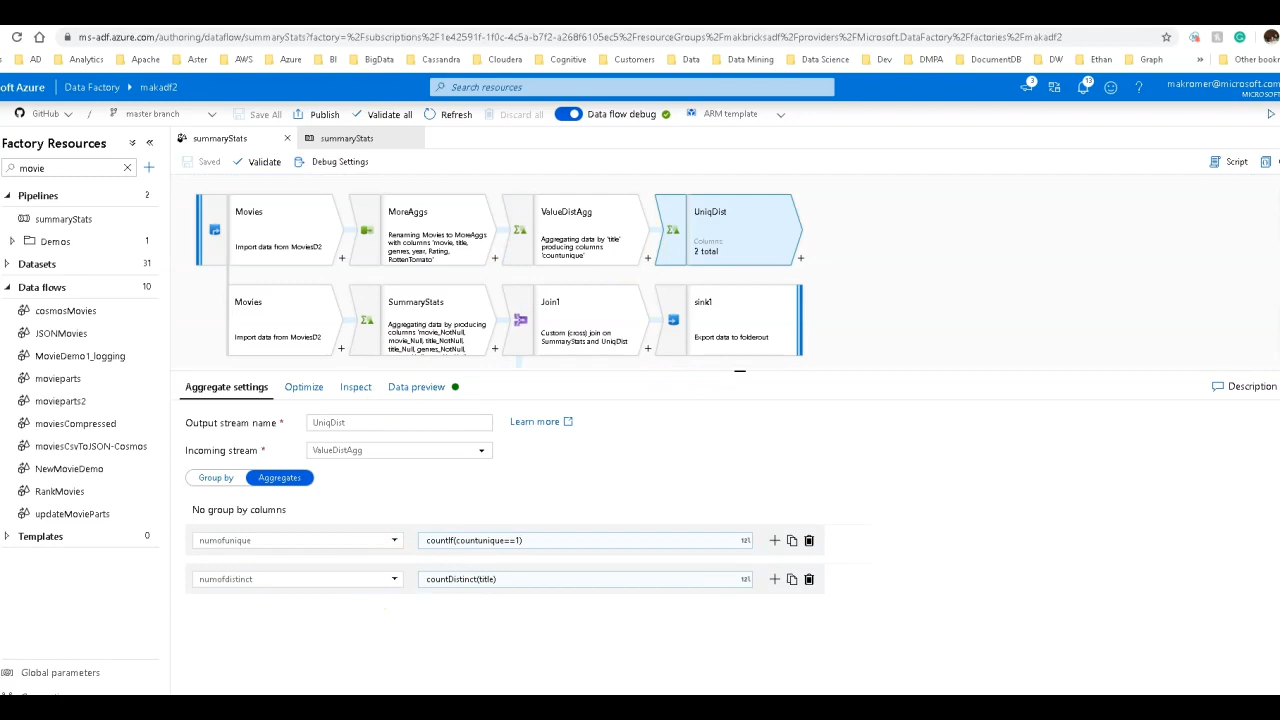 ms-adf.azure.com/authoring/dataflow/summaryStats?factory=%2Fsubscriptions%2F1e42591f-1f0c-4c5a-b7f2-a268f6105ec5%2FresourceGroups%2Fmakbricksadf%2Fproviders%2FMicrosoft.DataFactory%2Ffactories%2Fmakadf2
AD Analytics Apache Aster AWS Azure BI BigData Cassandra Cloudera Cognitive Customers Data Data Mining Data Science Dev DMPA DocumentDB DW Ethan Graph » Other bookr
oft Azure Data Factory makadf2 Search resources 3 13 ? makromer@microsoft.com
MICROSOFT
GitHub / master branch Save All Publish Validate all Refresh Discard all Data flow debug ARM template
Factory Resources
summaryStats × summaryStats
movie
Saved Validate Debug Settings Script
Pipelines 2
summaryStats
Demos 1
Datasets 31
Data flows 10
cosmosMovies
JSONMovies
MovieDemo1_logging
movieparts
movieparts2
moviesCompressed
moviesCsvToJSON-Cosmos
NewMovieDemo
RankMovies
updateMovieParts
Templates 0
Global parameters
Movies
Import data from MoviesD2
+
MoreAggs
Renaming Movies to MoreAggs
with columns 'movie, title,
genres, year, Rating,
RottenTomato'
+
ValueDistAgg
Aggregating data by 'title'
producing columns
'countunique'
+
UniqDist
Columns:
2 total
+
Movies
Import data from MoviesD2
+
SummaryStats
Aggregating data by producing
columns 'movie_NotNull,
movie_Null, title_NotNull,
title_Null, genres_NotNull,
+
Join1
Custom (cross) join on
SummaryStats and UniqDist
+
sink1
Export data to folderout
Aggregate settings Optimize Inspect Data preview Description
Output stream name * UniqDist Learn more
Incoming stream * ValueDistAgg
Group by Aggregates
No group by columns
numofunique countIf(countunique==1) 12l +
numofdistinct countDistinct(title) 12l +